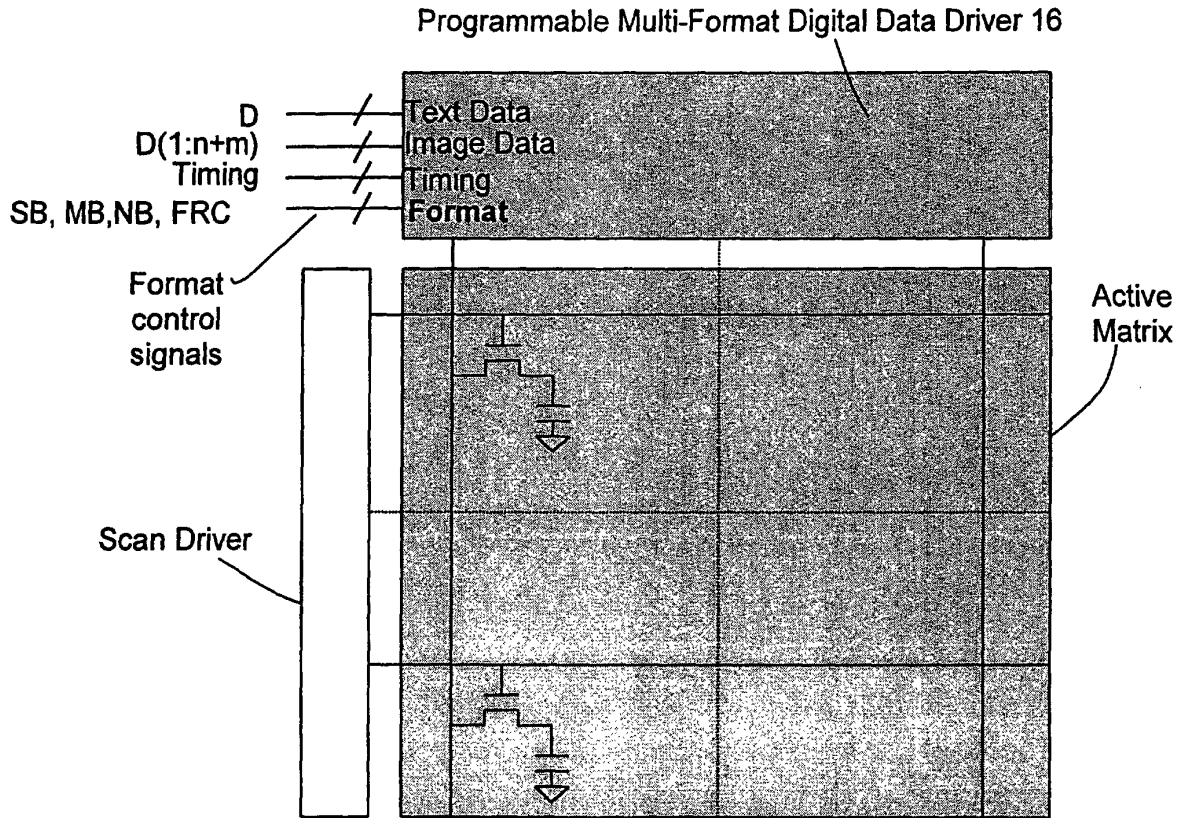 Programmable Multi-Format Digital Data Driver 16
D
Text Data
D(1:n+m)
Image Data
Timing
Timing
SB, MB,NB, FRC
Format
Format
control
signals
Active
Matrix
Scan Driver